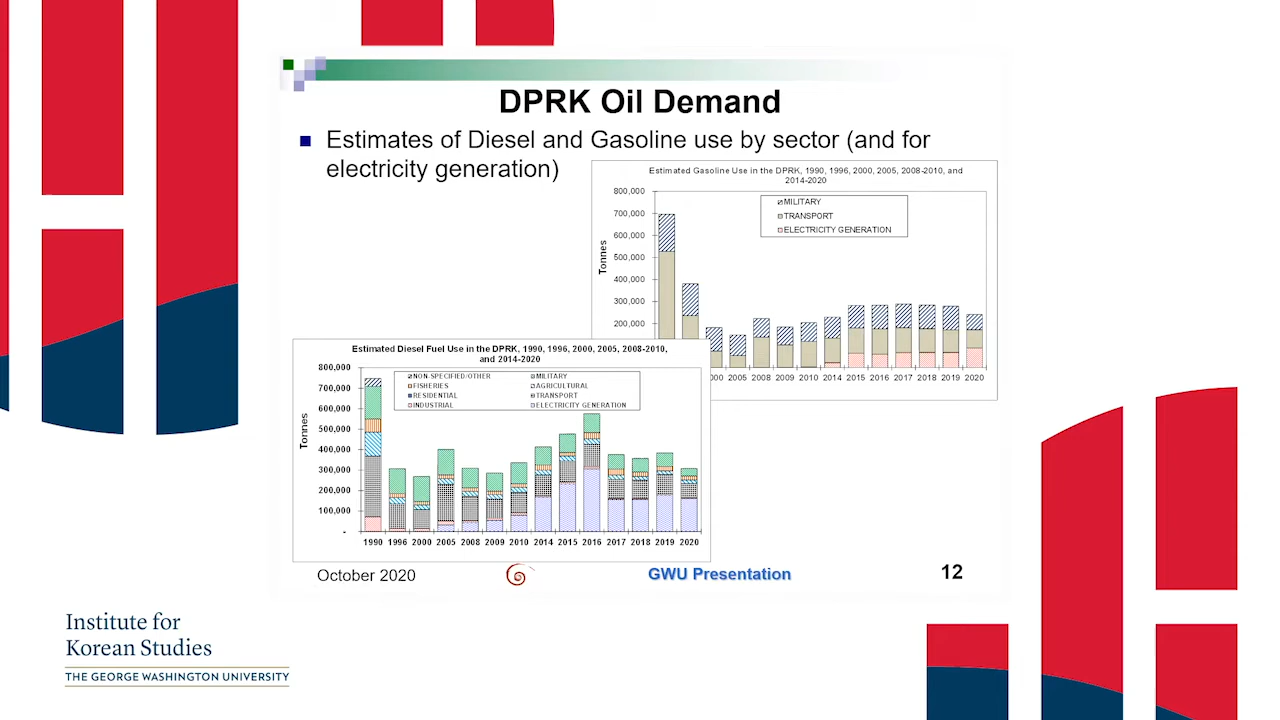 DPRK Oil Demand
Estimates of Diesel and Gasoline use by sector (and for
electricity generation)
Estimated Gasoline Use in the DPRK, 1990, 1996, 2000, 2005, 2008-2010, and
2014-2020
800,000
700,000
600,000
500,000
400,000
300,000
200,000
Tonnes
MILITARY
TRANSPORT
ELECTRICITY GENERATION
2005 2008 2009 2010 2014 2015 2016 2017 2018 2019 2020
Estimated Diesel Fuel Use in the DPRK, 1990, 1996, 2000, 2005, 2008-2010,
and 2014-2020
800,000
700,000
600,000
500,000
400,000
300,000
200,000
100,000
-
Tonnes
NON-SPECIFIED/OTHER MILITARY
FISHERIES AGRICULTURAL
RESIDENTIAL TRANSPORT
INDUSTRIAL ELECTRICITY GENERATION
1990 1996 2000 2005 2008 2009 2010 2014 2015 2016 2017 2018 2019 2020
October 2020
GWU Presentation
12
Institute for
Korean Studies
THE GEORGE WASHINGTON UNIVERSITY